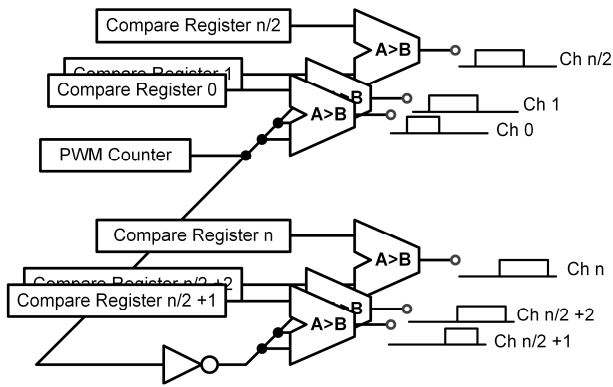 Compare Register n/2
A>B
Ch n/2
Compare Register 1
Compare Register 0
B
A>B
Ch 1
Ch 0
PWM Counter
Compare Register n
A>B
Ch n
Compare Register n/2 +2
Compare Register n/2 +1
B
A>B
Ch n/2 +2
Ch n/2 +1